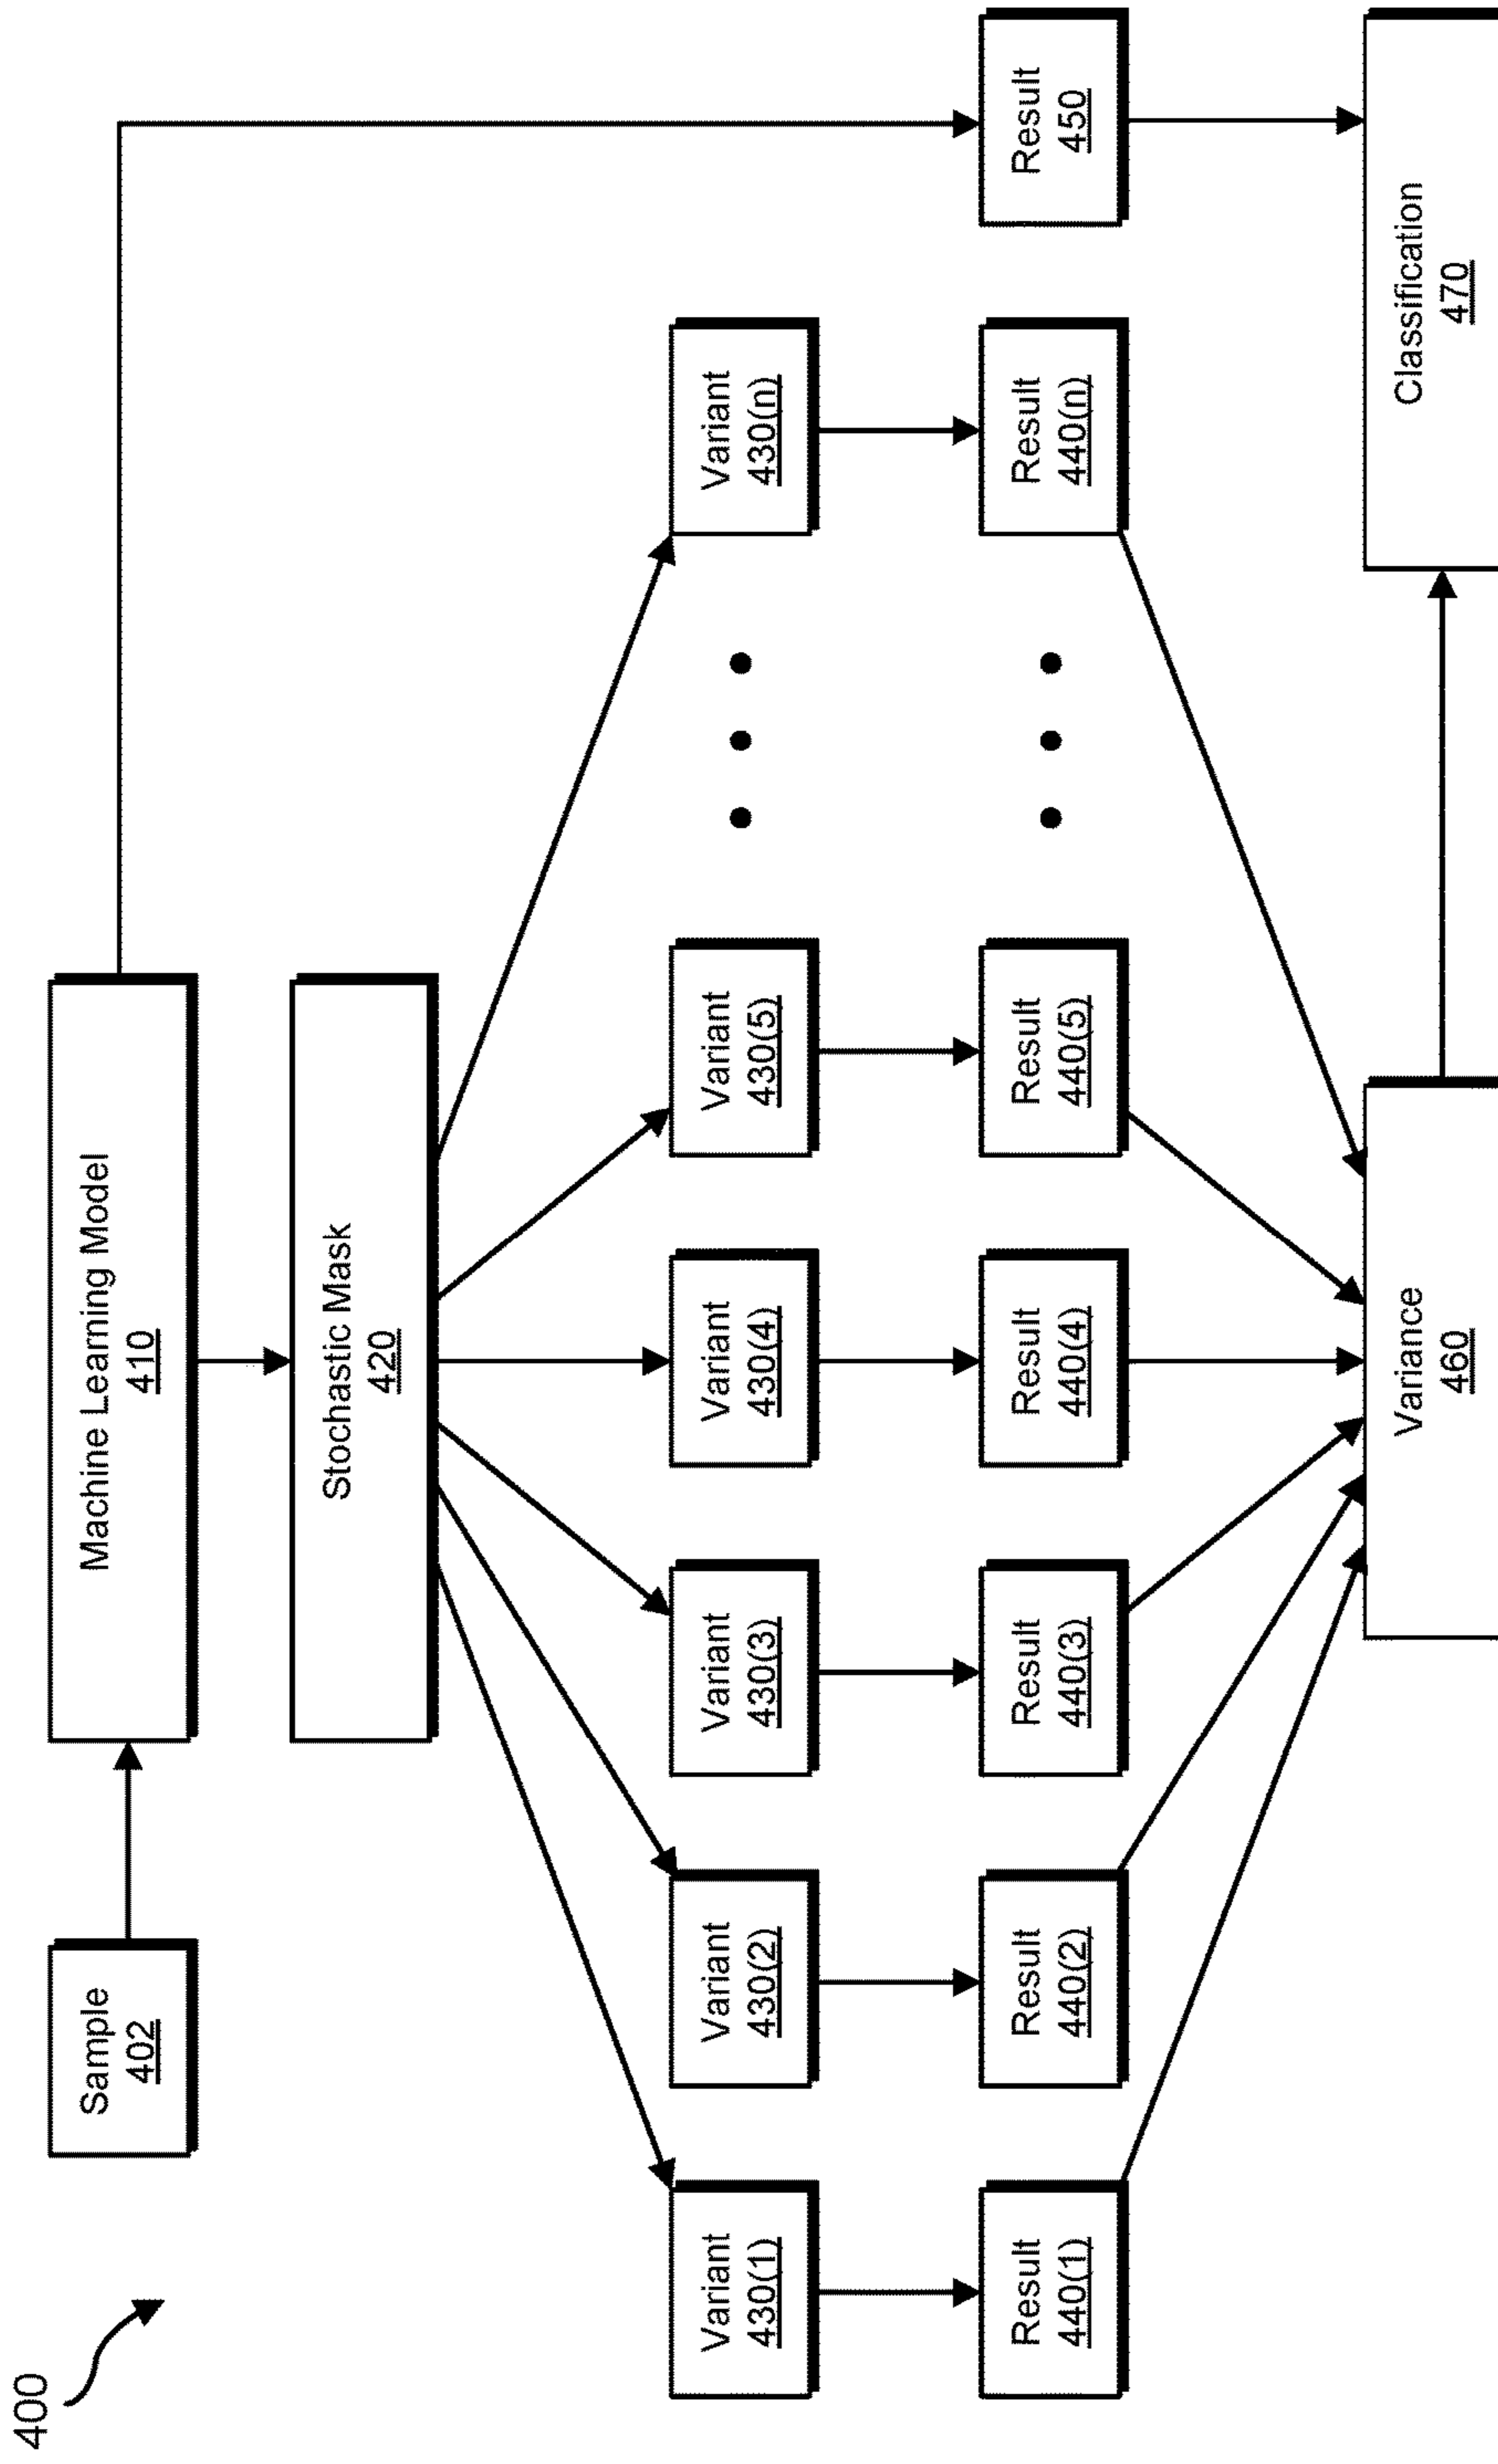 400
Sample
402
Machine Learning Model
410
Stochastic Mask
420
Variant
430(1)
Variant
430(2)
Variant
430(3)
Variant
430(4)
Variant
430(5)
Variant
430(n)
Result
440(1)
Result
440(2)
Result
440(3)
Result
440(4)
Result
440(5)
Result
440(n)
Result
450
Variance
460
Classification
470